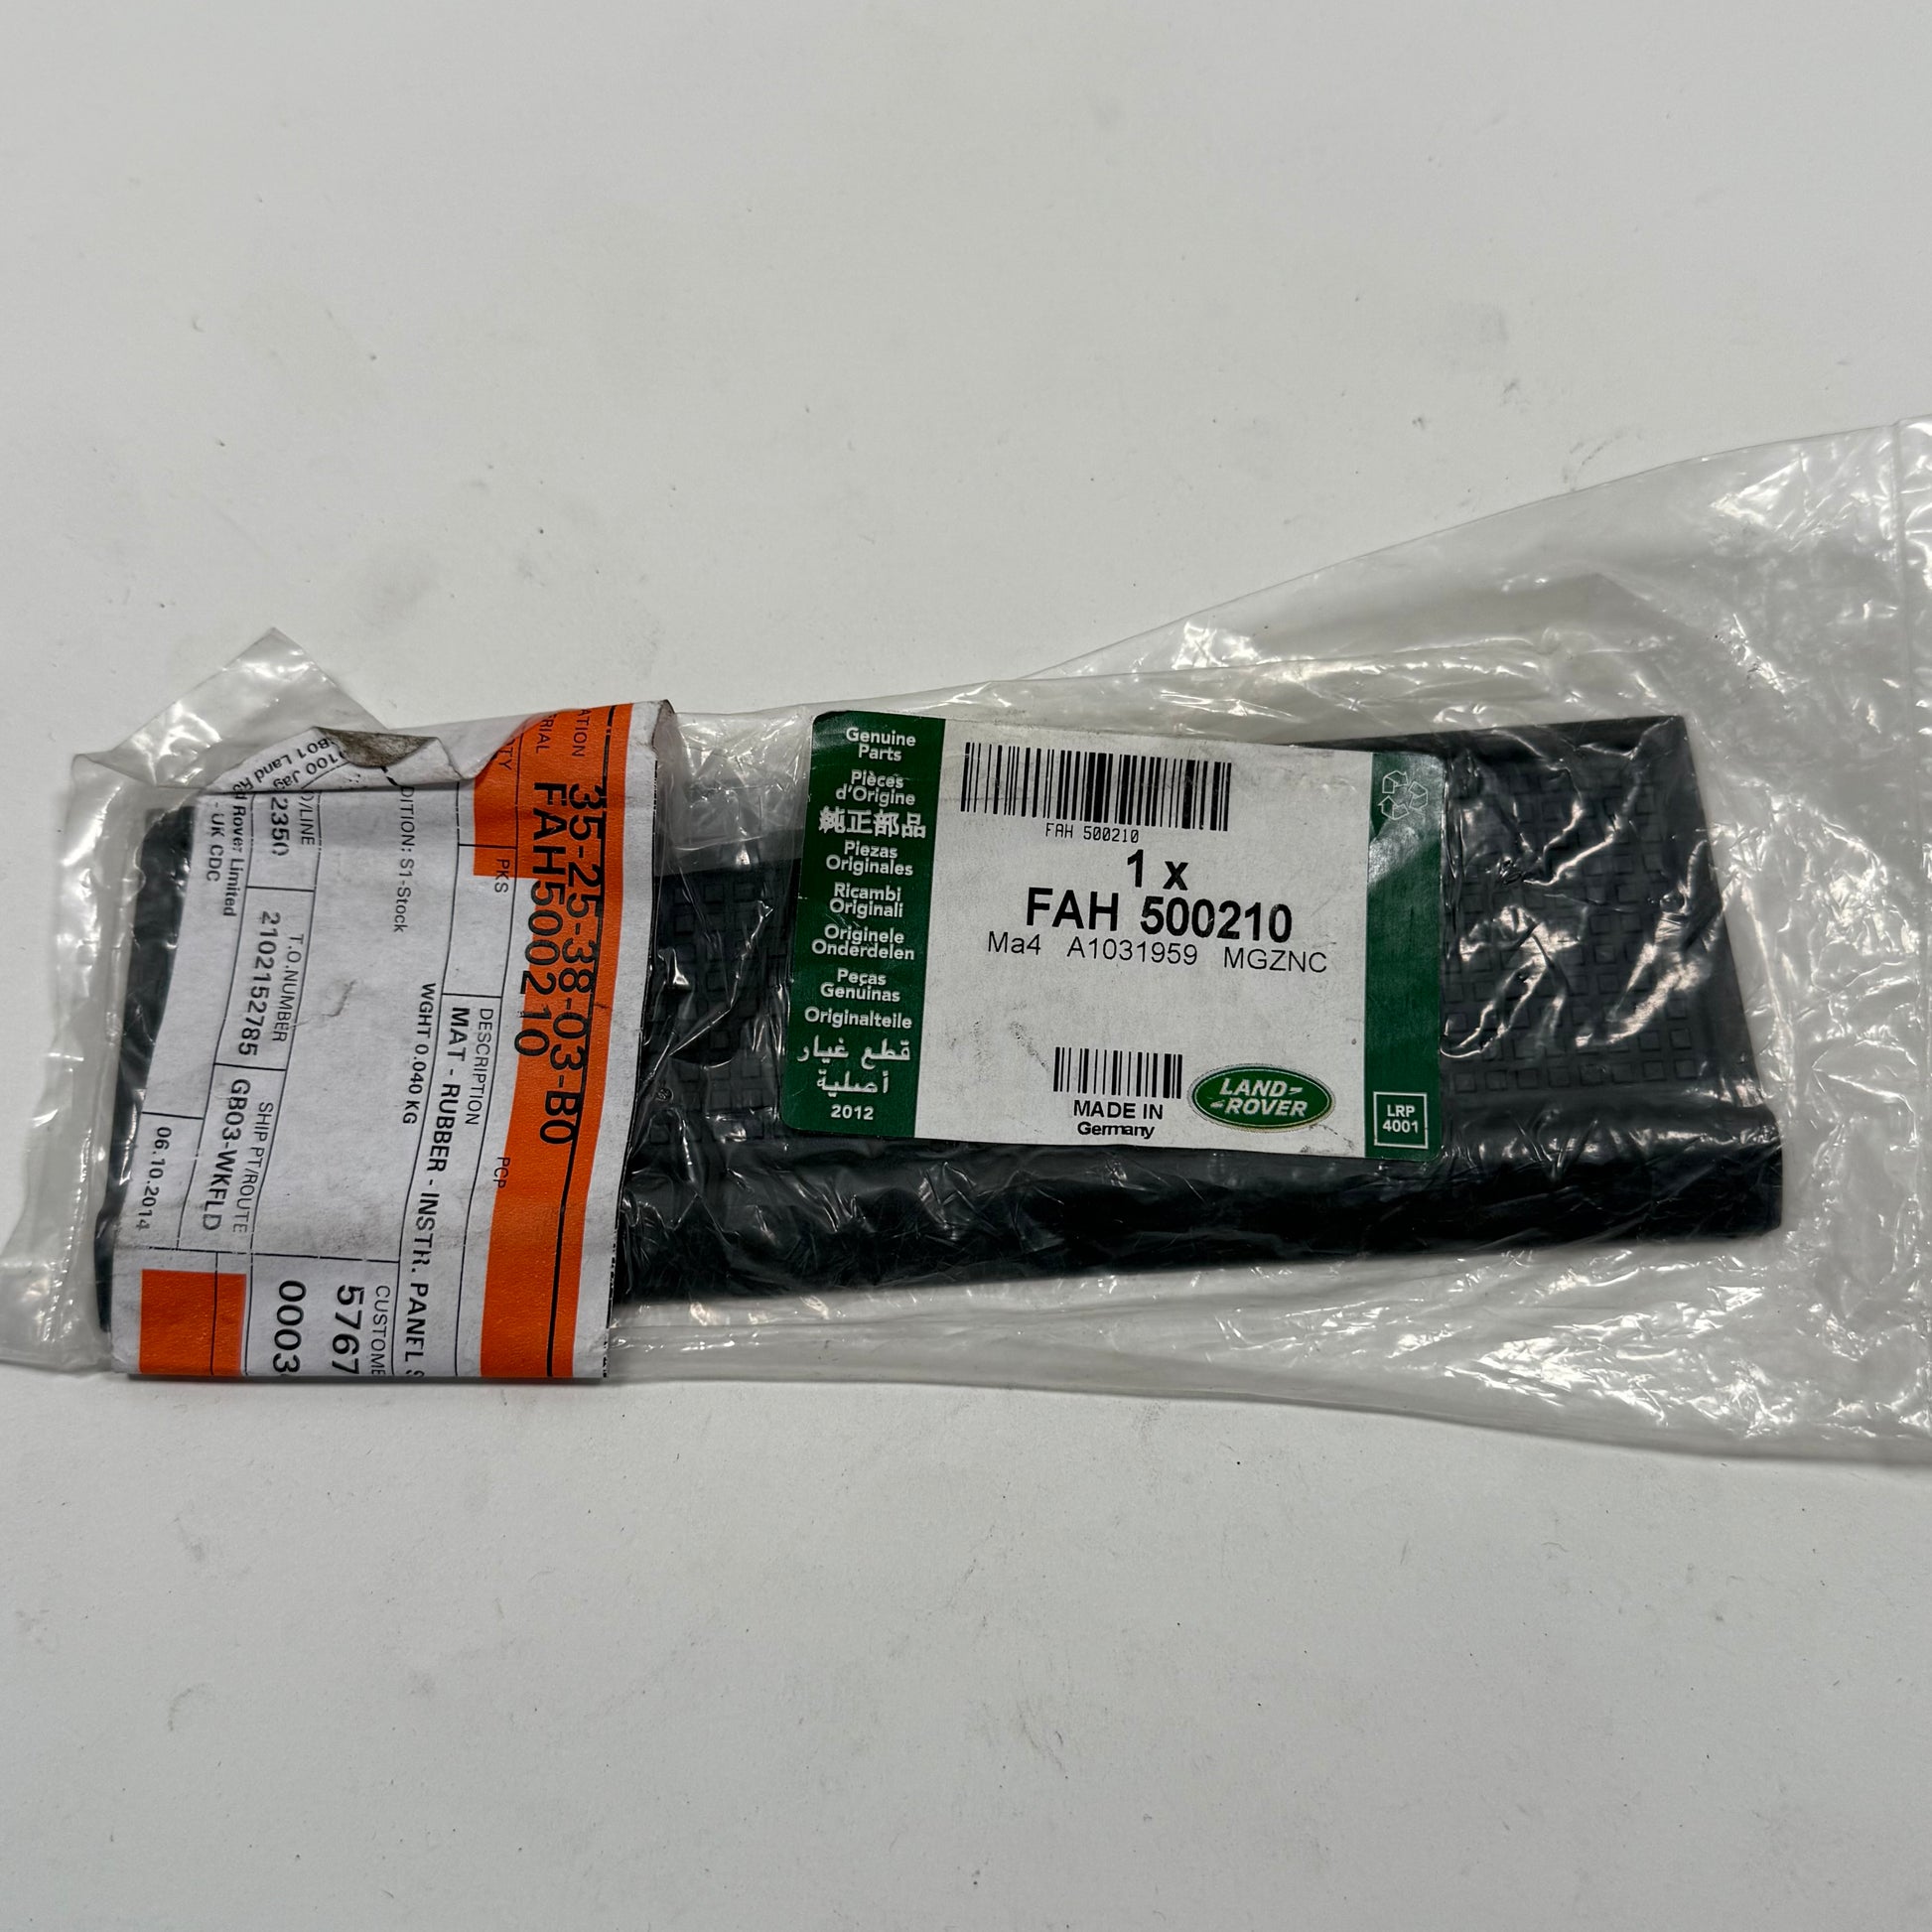 Genuine
Parts
Pièces
d'Origine
純正部品
Piezas
Originales
Ricambi
Originali
Originele
Onderdelen
Peças
Genuinas
Originalteile
قطع غيار
أصلية
2012
FAH 500210
1 x
FAH 500210
Ma4 A1031959 MGZNC
MADE IN
Germany
LAND-
-ROVER
LRP
4001
35-25-38-03-B0
FAH500210
PKS
PCP
DESCRIPTION
MAT - RUBBER - INSTR. PANEL
WGHT 0.040 KG
S1-Stock
CUSTOME
5767
0003
T.O.NUMBER
2102152785
SHIP PT/ROUTE
GB03-WKFLD
Rover Limited
- UK CDC
06.10.2014